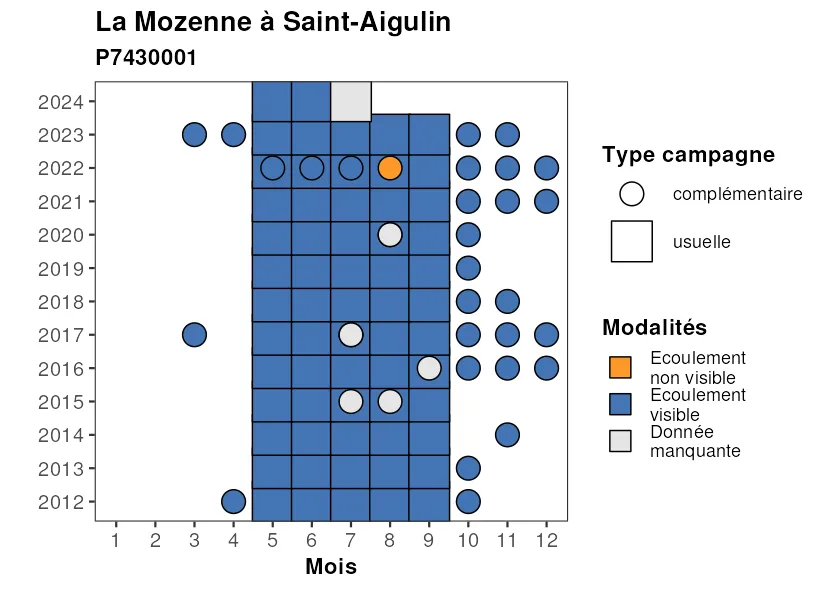 La Mozenne à Saint-Aigulin
P7430001
2024
2023
2022
2021
2020
2019
2018
2017
2016
2015
2014
2013
2012
1 2 3 4 5 6 7 8 9 10 11 12
Mois
Type campagne
complémentaire
usuelle
Modalités
Ecoulement
non visible
Ecoulement
visible
Donnée
manquante